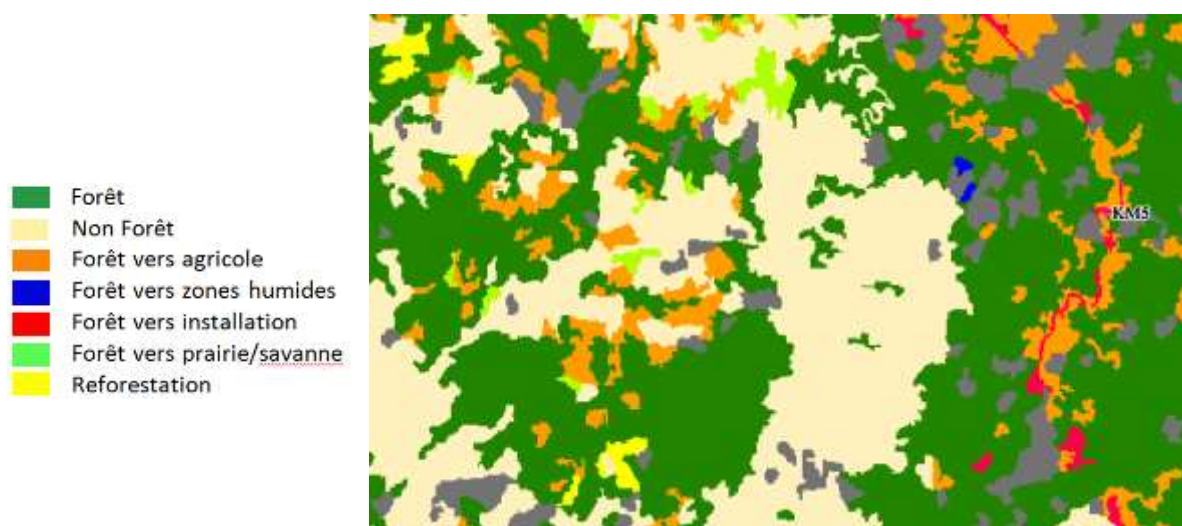 Forêt
Non Forêt
Forêt vers agricole
Forêt vers zones humides
Forêt vers installation
Forêt vers prairie/savanne
Reforestation
KM5